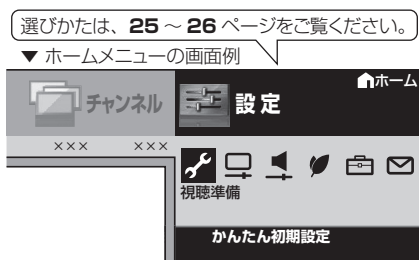 選びかたは、25 ～ 26 ページをご覧ください。
▼ ホームメニューの画面例
ホーム
チャンネル
設定
××× ×××
視聴準備
かんたん初期設定